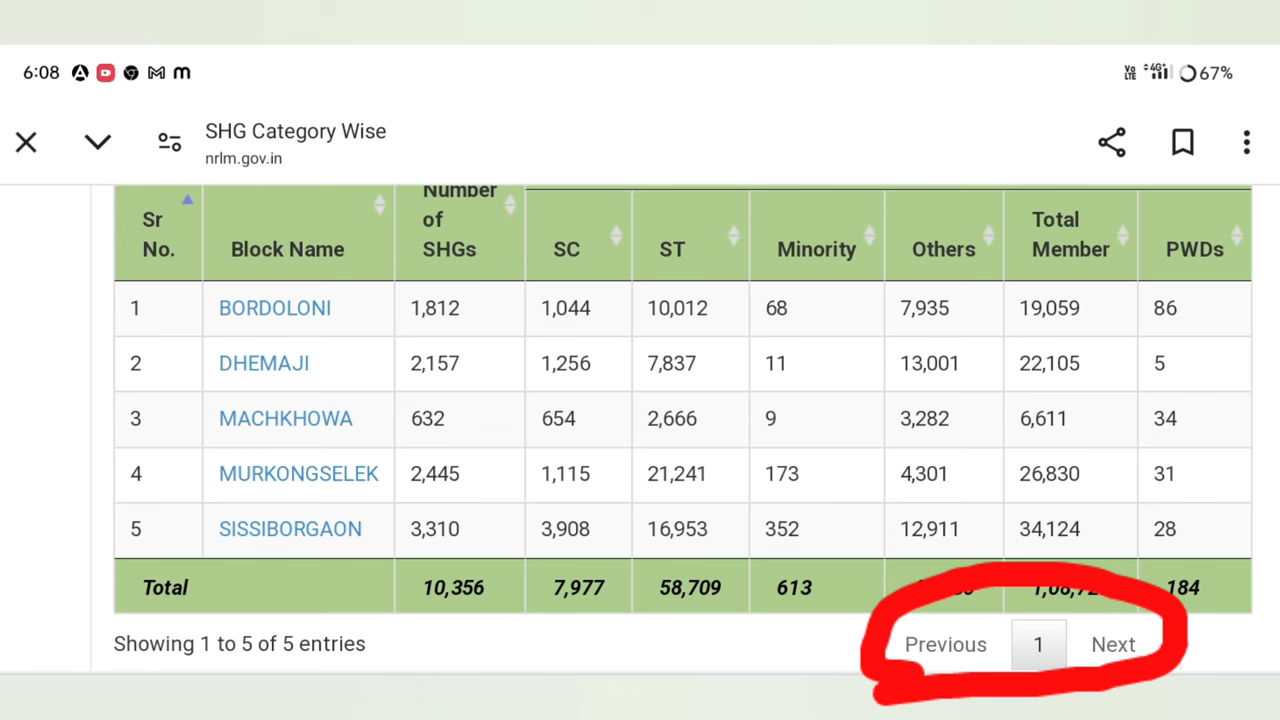 6:08 67%
SHG Category Wise
nrlm.gov.in
Sr No. Block Name Number of SHGs SC ST Minority Others Total Member PWDs
1 BORDOLONI 1,812 1,044 10,012 68 7,935 19,059 86
2 DHEMAJI 2,157 1,256 7,837 11 13,001 22,105 5
3 MACHKHOWA 632 654 2,666 9 3,282 6,611 34
4 MURKONGSELEK 2,445 1,115 21,241 173 4,301 26,830 31
5 SISSIBORGAON 3,310 3,908 16,953 352 12,911 34,124 28
Total 10,356 7,977 58,709 613 184
Showing 1 to 5 of 5 entries Previous 1 Next